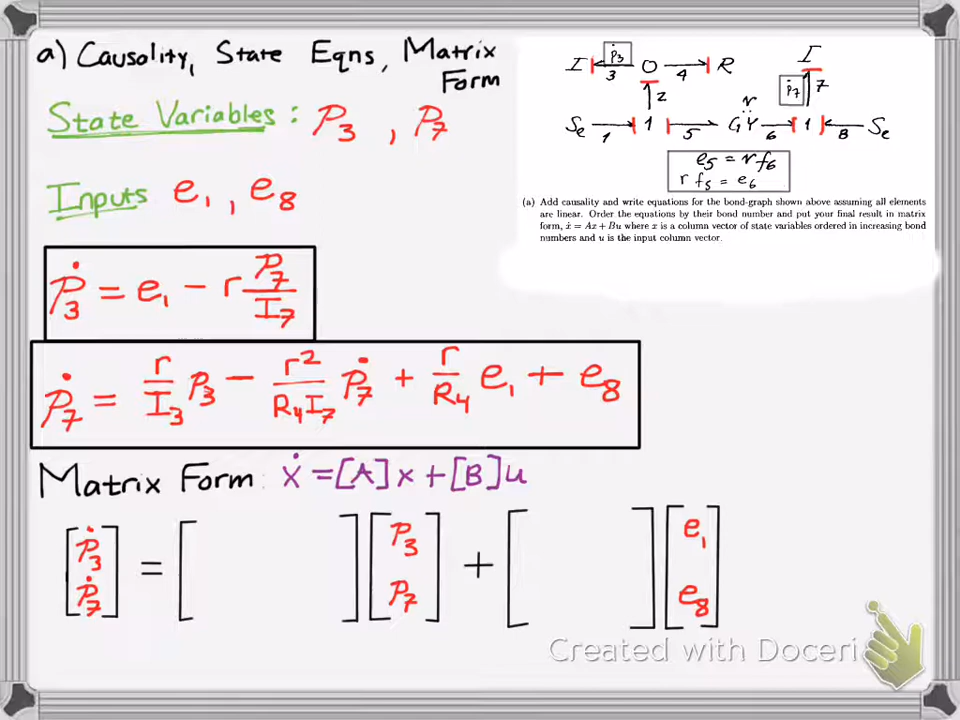 a) Causality, State Eqns, Matrix Form
State Variables: P₃, P₇
Inputs e₁, e₈
Ṗ₃ = e₁ − r P₇/I₇
Ṗ₇ = r/I₃ P₃ − r²/(R₄I₇) Ṗ₇ + r/R₄ e₁ + e₈
Matrix Form: ẋ = [A]x + [B]u
[Ṗ₃ Ṗ₇] = [ ] [P₃ P₇] + [ ] [e₁ e₈]
I ṗ₃ 3 O 4 R I
2 ṗ₇ 7
r̈
Sₑ 1 1 5 GY 6 1 8 Sₑ
e₅ = r f₆
r f₅ = e₆
(a) Add causality and write equations for the bond-graph shown above assuming all elements
are linear. Order the equations by their bond number and put your final result in matrix
form, ẋ = Ax + Bu where x is a column vector of state variables ordered in increasing bond
numbers and u is the input column vector.
Created with Doceri